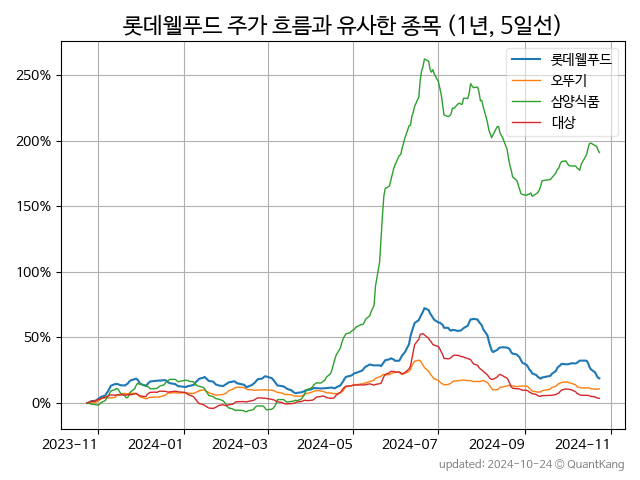 롯데웰푸드 주가 흐름과 유사한 종목 (1년, 5일선)
롯데웰푸드
오뚜기
삼양식품
대상
250%
200%
150%
100%
50%
0%
2023-11 2024-01 2024-03 2024-05 2024-07 2024-09 2024-11
updated: 2024-10-24 © QuantKang